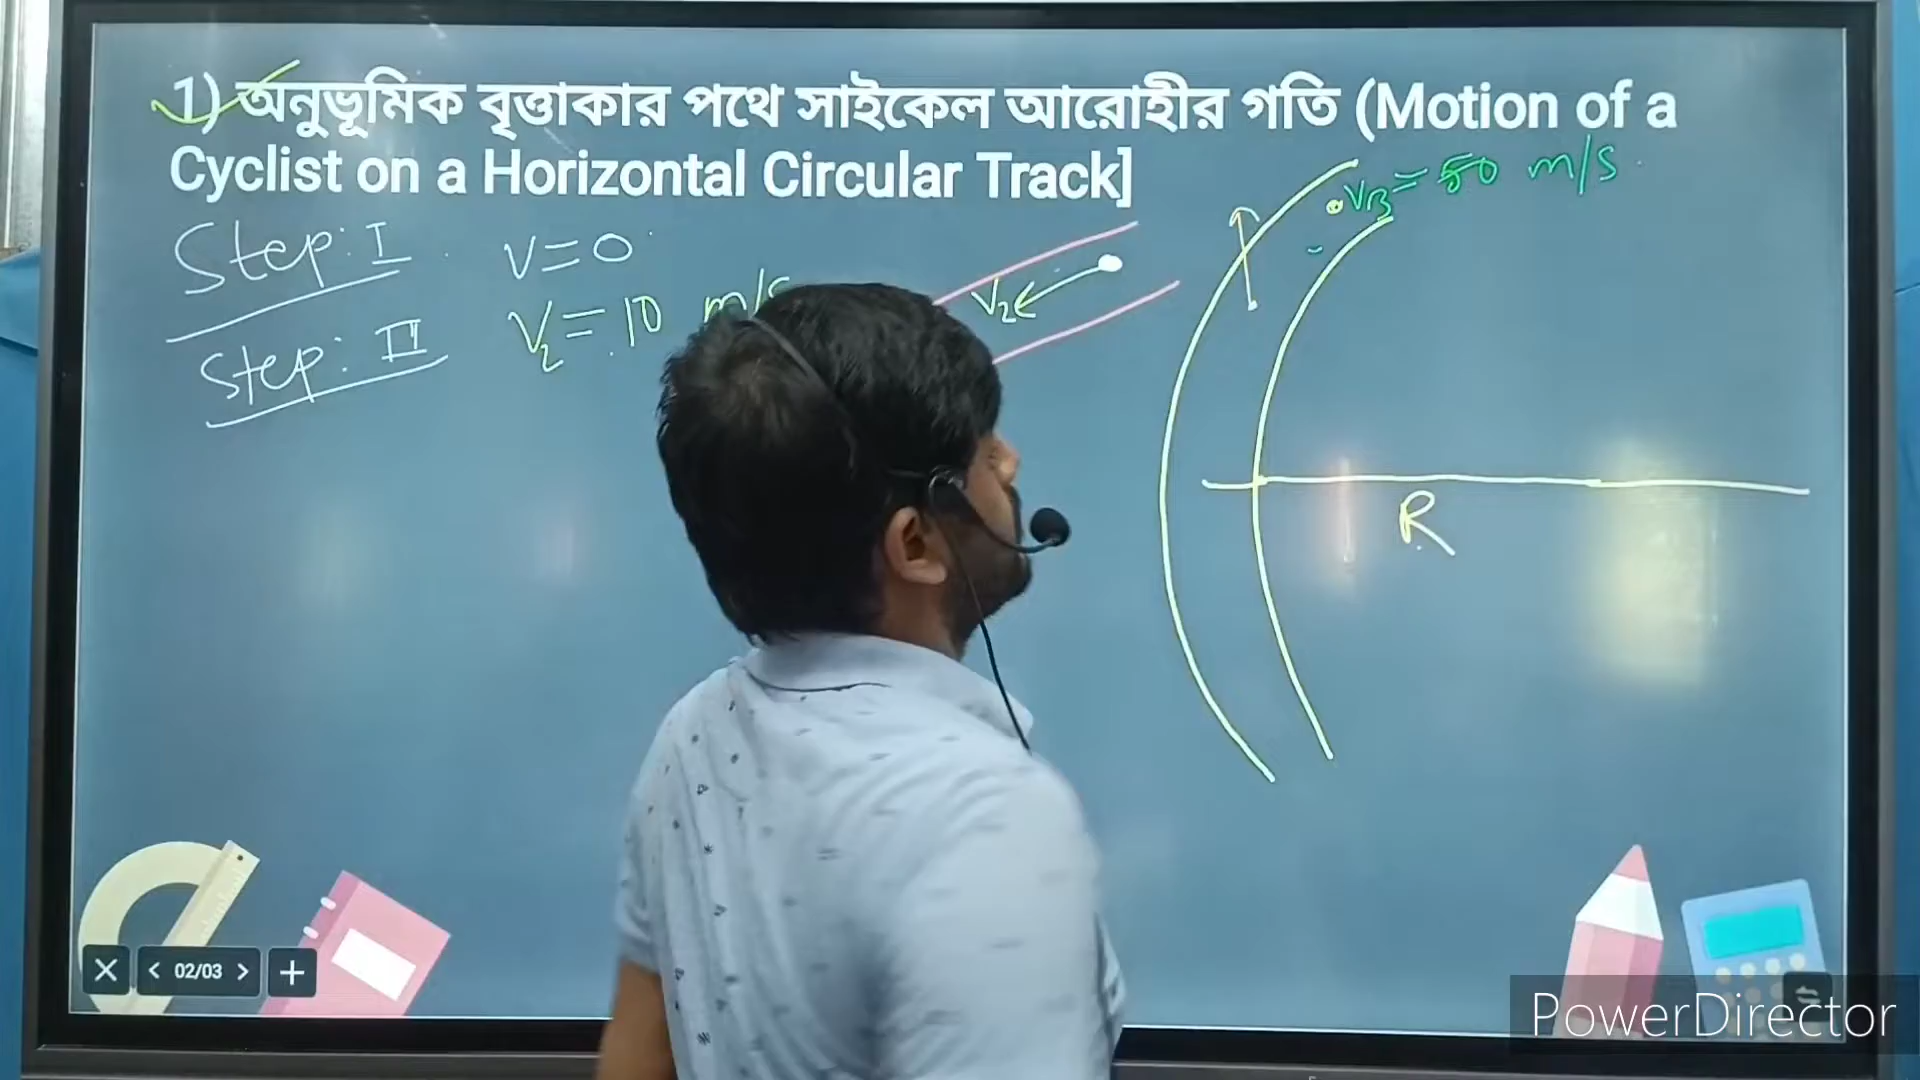 1) অনুভূমিক বৃত্তাকার পথে সাইকেল আরোহীর গতি (Motion of a
Cyclist on a Horizontal Circular Track]
Step: I v=0
V₂ = 10 m/s
Step: II
V₂
= 50 m/s
R
02/03
PowerDirector